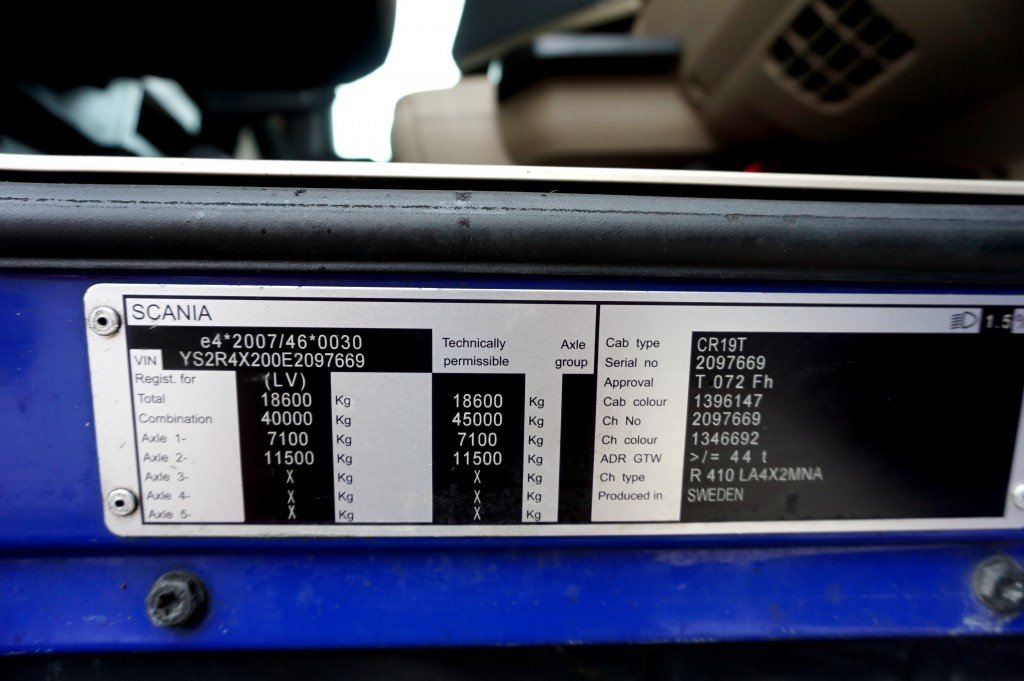 SCANIA
e4*2007/46*0030
VIN YS2R4X200E2097669
Technically permissible
Axle group
Regist. for (LV)
Total 18600 Kg 18600 Kg
Combination 40000 Kg 45000 Kg
Axle 1- 7100 Kg 7100 Kg
Axle 2- 11500 Kg 11500 Kg
Axle 3- X Kg X Kg
Axle 4- X Kg X Kg
Axle 5- X Kg X Kg
1.5%
Cab type CR19T
Serial no 2097669
Approval T 072 Fh
Cab colour 1396147
Ch No 2097669
Ch colour 1346692
ADR GTW >/= 44 t
Ch type R 410 LA4X2MNA
Produced in SWEDEN